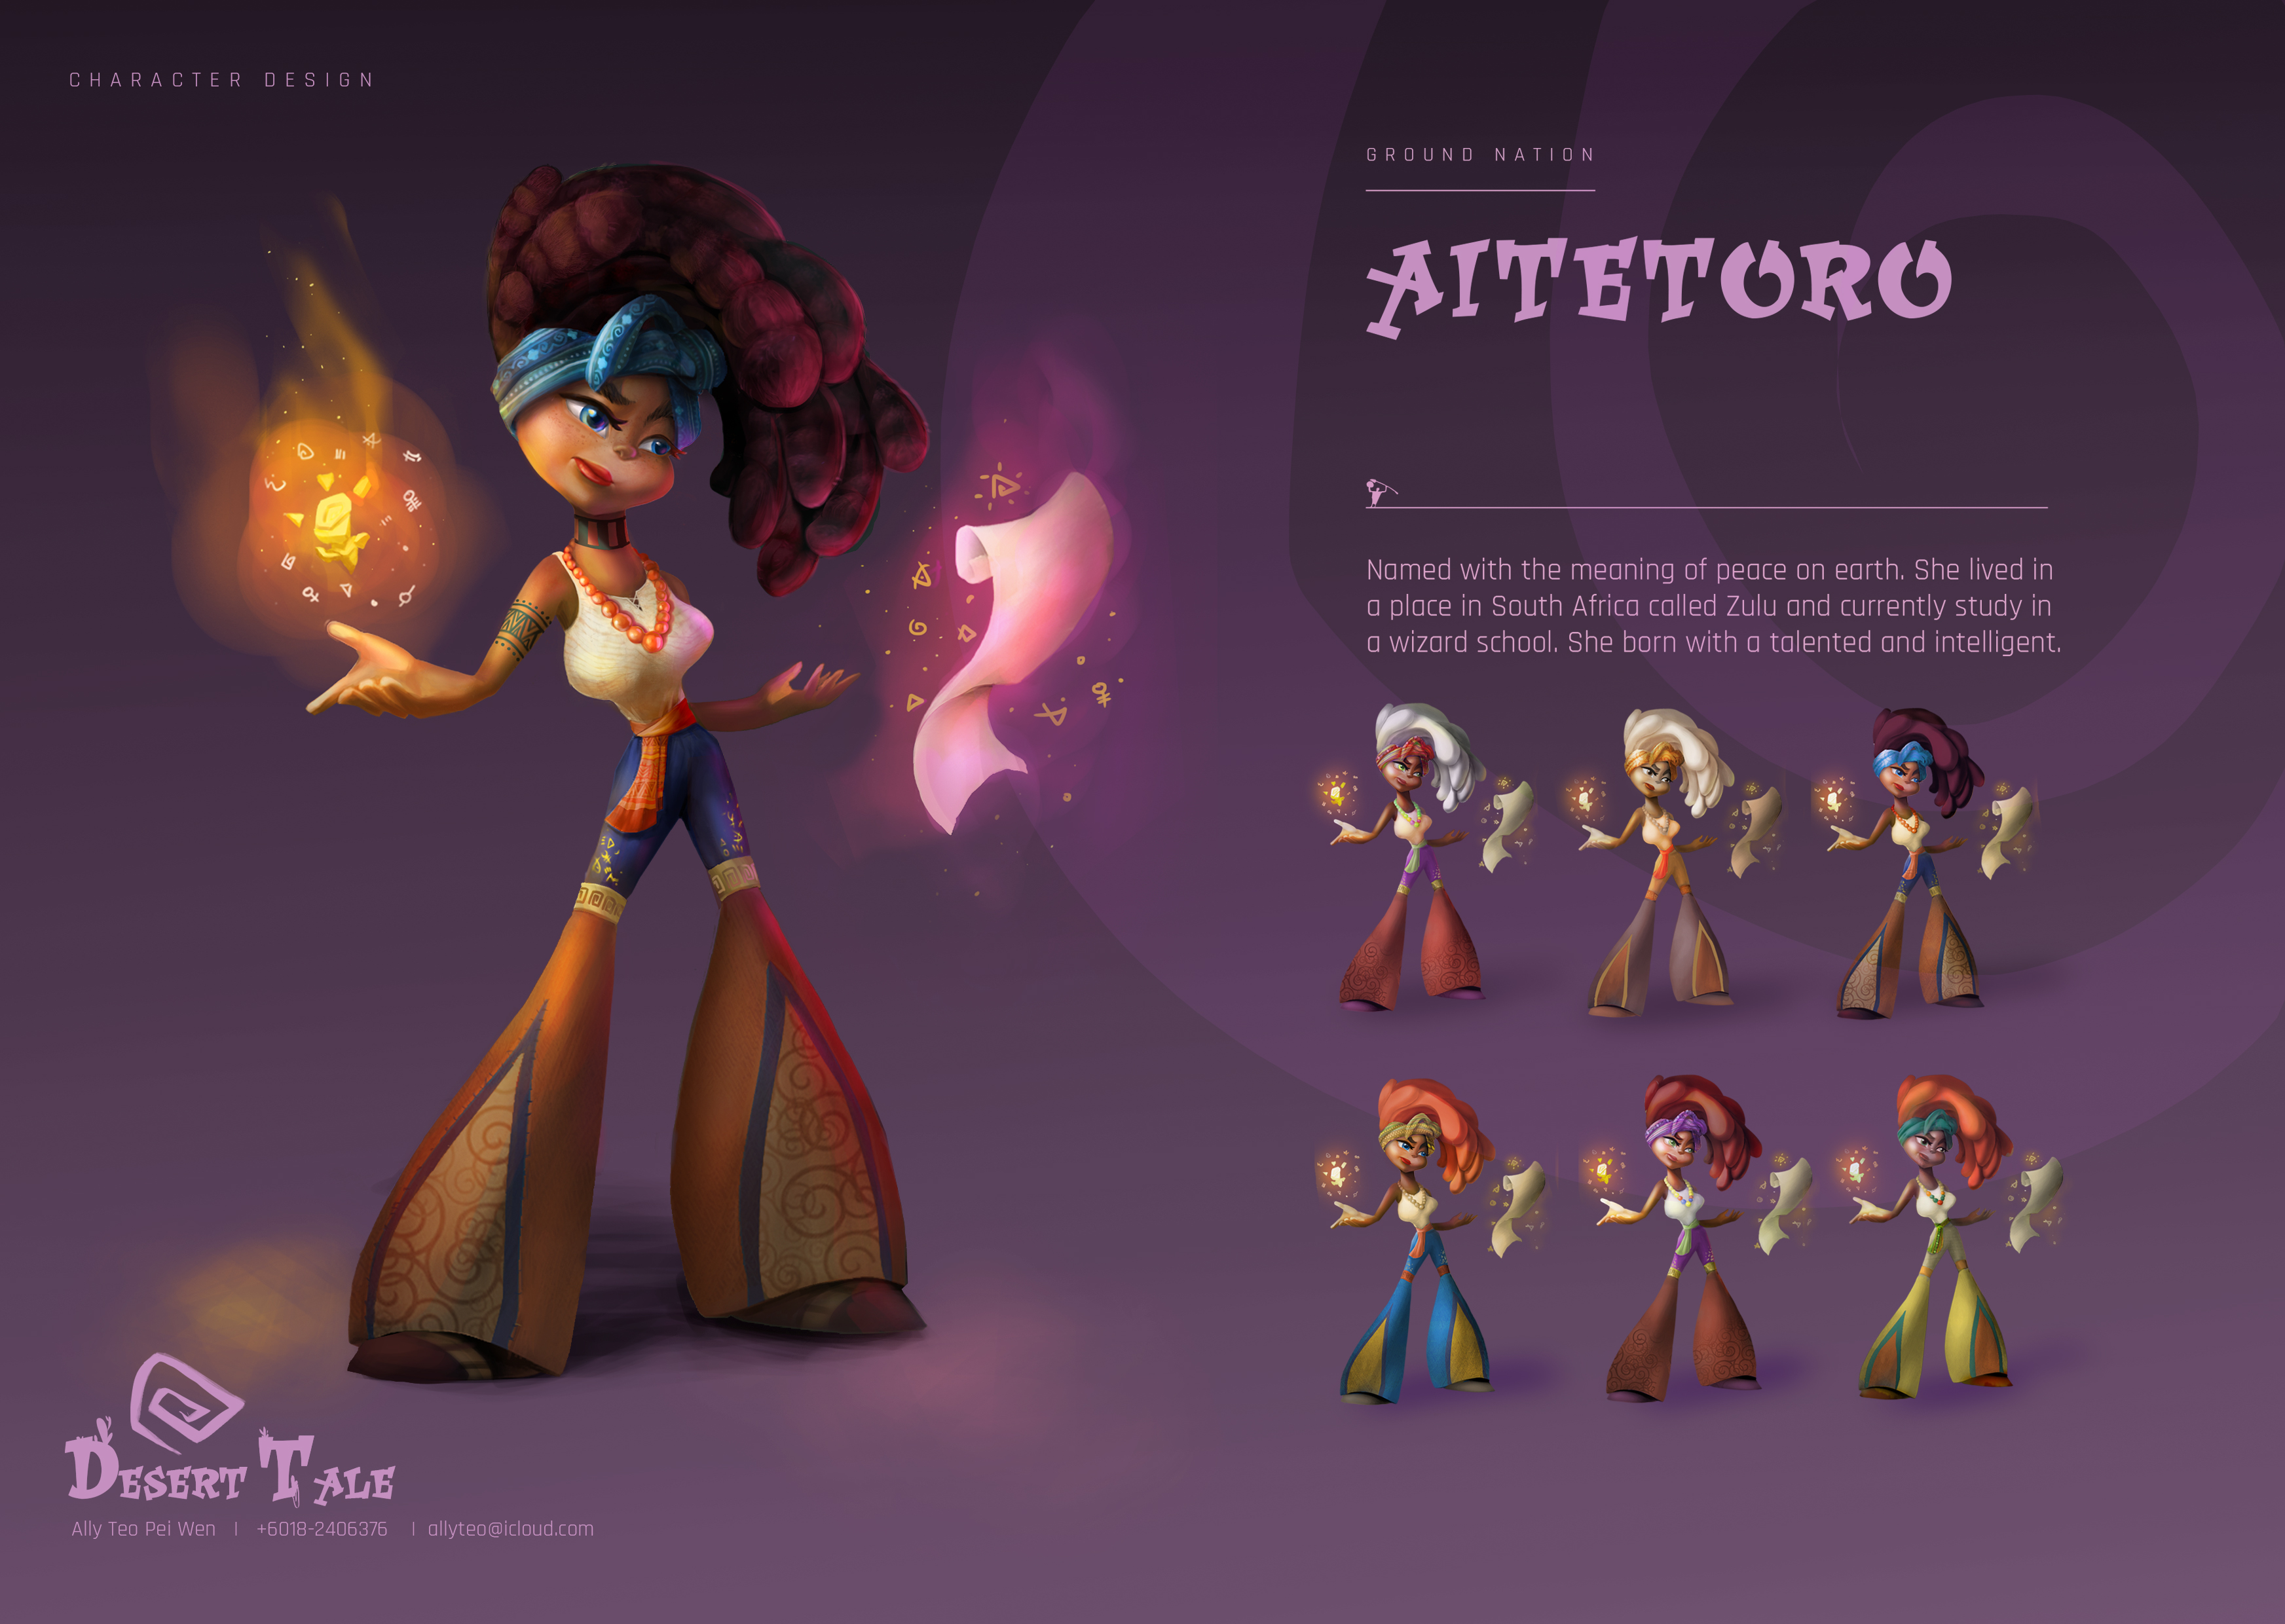 CHARACTER DESIGN
GROUND NATION
AITETORO
Named with the meaning of peace on earth. She lived in
a place in South Africa called Zulu and currently study in
a wizard school. She born with a talented and intelligent.
DESERT TALE
Ally Teo Pei Wen | +6018-2406376 | allyteo@icloud.com